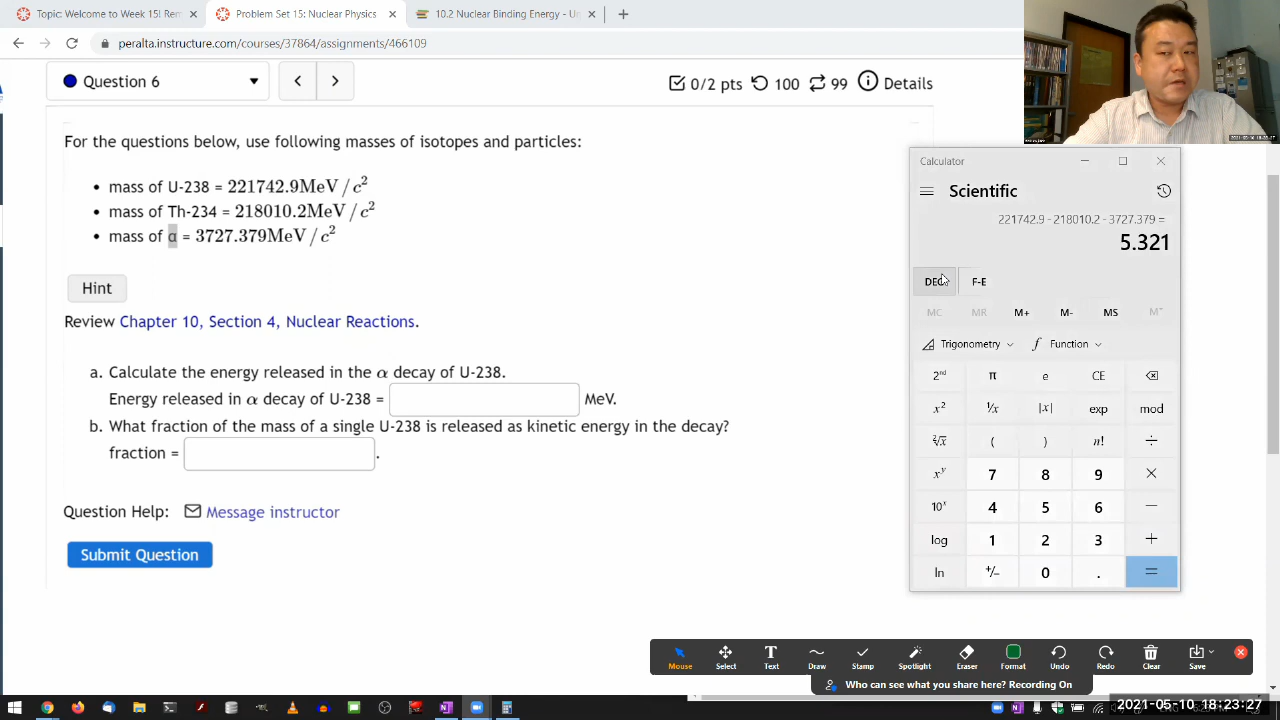 Topic: Welcome to Week 15! Rem
Problem Set 15: Nuclear Physics
10.2 Nuclear Binding Energy - U
peralta.instructure.com/courses/37864/assignments/466109
Question 6
0/2 pts 100 99 Details
For the questions below, use following masses of isotopes and particles:
• mass of U-238 = 221742.9MeV/c²
• mass of Th-234 = 218010.2MeV/c²
• mass of α = 3727.379MeV/c²
Hint
Review Chapter 10, Section 4, Nuclear Reactions.
a. Calculate the energy released in the α decay of U-238.
Energy released in α decay of U-238 = MeV.
b. What fraction of the mass of a single U-238 is released as kinetic energy in the decay?
fraction = .
Question Help: Message instructor
Submit Question
Calculator
Scientific
221742.9 - 218010.2 - 3727.379 =
5.321
DEG F-E
MC MR M+ M- MS M˅
Trigonometry Function
2ⁿᵈ π e CE
x² ¹/x |x| exp mod
²√x ( ) n! ÷
xʸ 7 8 9 ×
10ˣ 4 5 6 −
log 1 2 3 +
ln +/− 0 . =
Mouse Select Text Draw Stamp Spotlight Eraser Format Undo Redo Clear Save
Who can see what you share here? Recording On
2021-05-10 18:23:27